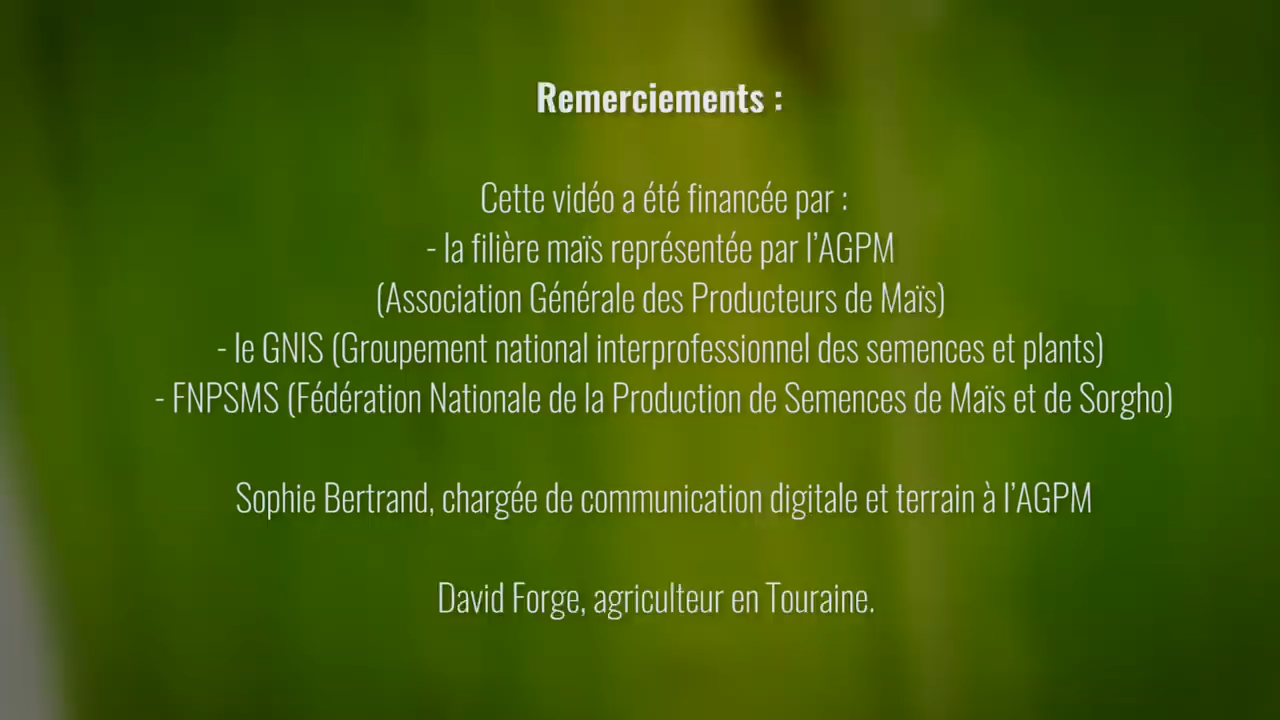 Remerciements :
Cette vidéo a été financée par :
- la filière maïs représentée par l’AGPM
(Association Générale des Producteurs de Maïs)
- le GNIS (Groupement national interprofessionnel des semences et plants)
- FNPSMS (Fédération Nationale de la Production de Semences de Maïs et de Sorgho)
Sophie Bertrand, chargée de communication digitale et terrain à l’AGPM
David Forge, agriculteur en Touraine.